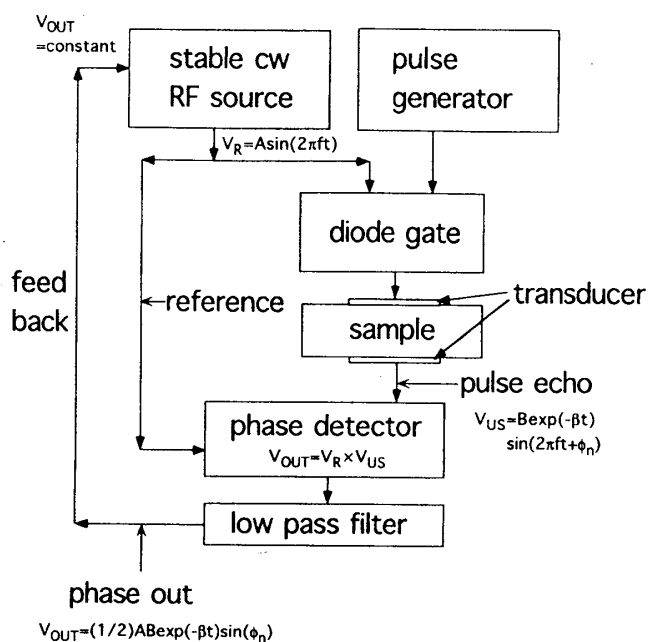 V_OUT
=constant
stable cw
RF source
pulse
generator
V_R=Asin(2πft)
diode gate
feed
back
reference
transducer
sample
pulse echo
V_US=Bexp(-βt)
sin(2πft+ϕ_n)
phase detector
V_OUT=V_R×V_US
low pass filter
phase out
V_OUT=(1/2)ABexp(-βt)sin(ϕ_n)